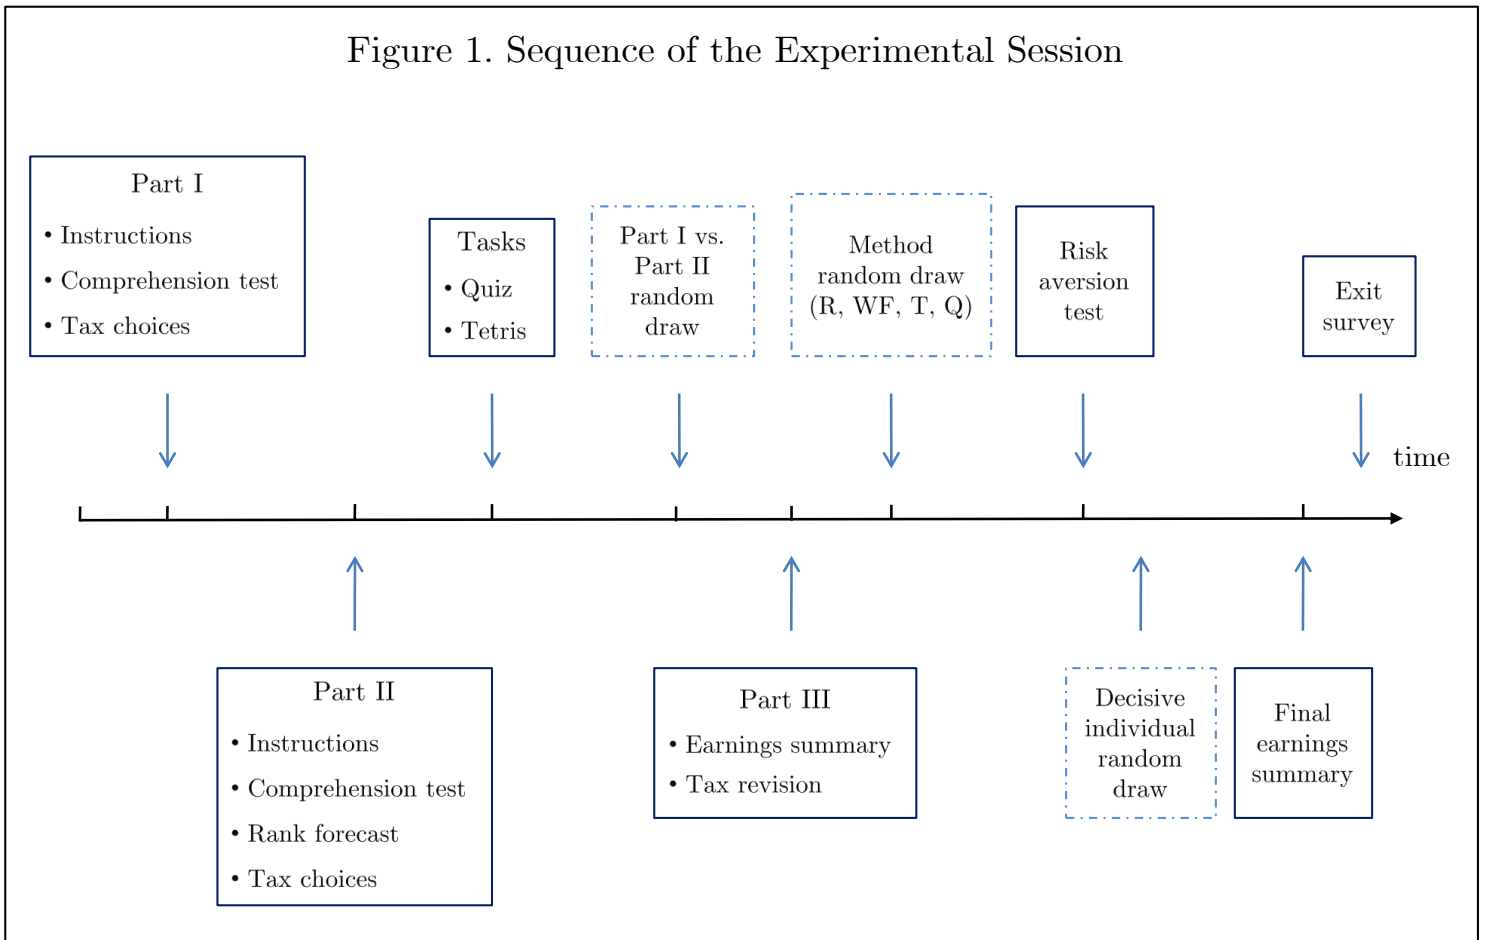 Figure 1. Sequence of the Experimental Session
Part I
• Instructions
• Comprehension test
• Tax choices
Tasks
• Quiz
• Tetris
Part I vs.
Part II
random
draw
Method
random draw
(R, WF, T, Q)
Risk
aversion
test
Exit
survey
time
Part II
• Instructions
• Comprehension test
• Rank forecast
• Tax choices
Part III
• Earnings summary
• Tax revision
Decisive
individual
random
draw
Final
earnings
summary